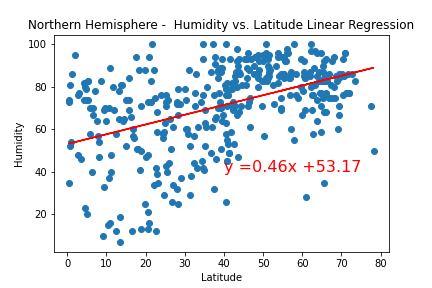 Northern Hemisphere -  Humidity vs. Latitude Linear Regression
100
80
60
40
20
Humidity
y =0.46x +53.17
0 10 20 30 40 50 60 70 80
Latitude